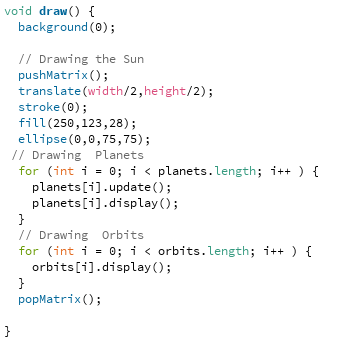 void draw() {
  background(0);

  // Drawing the Sun
  pushMatrix();
  translate(width/2,height/2);
  stroke(0);
  fill(250,123,28);
  ellipse(0,0,75,75);
 // Drawing  Planets
  for (int i = 0; i < planets.length; i++ ) {
    planets[i].update();
    planets[i].display();
  }
  // Drawing  Orbits
  for (int i = 0; i < orbits.length; i++ ) {
    orbits[i].display();
  }
  popMatrix();

}